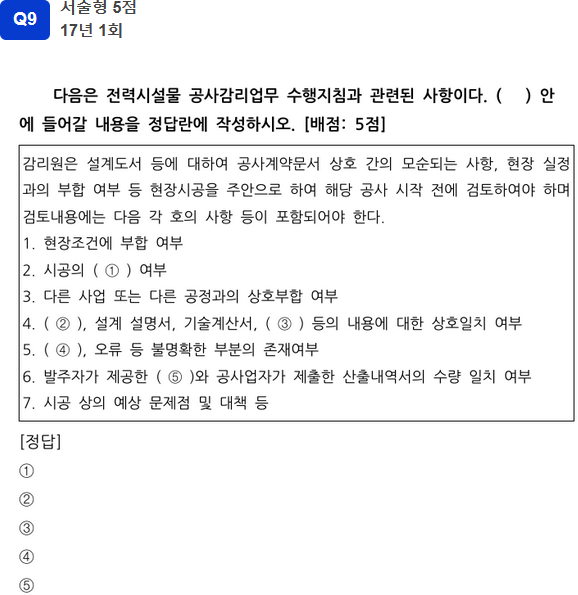 Q9
서술형 5점
17년 1회
다음은 전력시설물 공사감리업무 수행지침과 관련된 사항이다. (    ) 안
에 들어갈 내용을 정답란에 작성하시오. [배점: 5점]
감리원은 설계도서 등에 대하여 공사계약문서 상호 간의 모순되는 사항, 현장 실정
과의 부합 여부 등 현장시공을 주안으로 하여 해당 공사 시작 전에 검토하여야 하며
검토내용에는 다음 각 호의 사항 등이 포함되어야 한다.
1. 현장조건에 부합 여부
2. 시공의 ( ① ) 여부
3. 다른 사업 또는 다른 공정과의 상호부합 여부
4. ( ② ), 설계 설명서, 기술계산서, ( ③ ) 등의 내용에 대한 상호일치 여부
5. ( ④ ), 오류 등 불명확한 부분의 존재여부
6. 발주자가 제공한 ( ⑤ )와 공사업자가 제출한 산출내역서의 수량 일치 여부
7. 시공 상의 예상 문제점 및 대책 등
[정답]
①
②
③
④
⑤